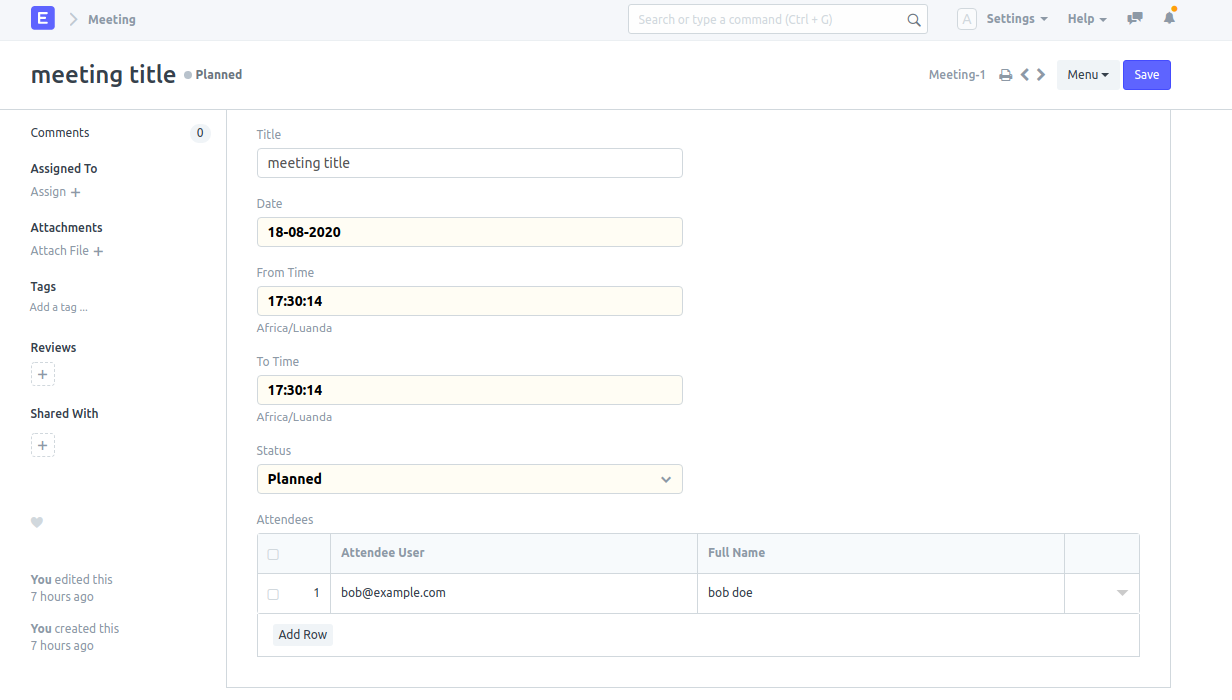 E Meeting Search or type a command (Ctrl + G) A Settings Help
meeting title Planned Meeting-1 Menu Save
Comments 0
Assigned To
Assign +
Attachments
Attach File +
Tags
Add a tag ...
Reviews
+
Shared With
+
You edited this
7 hours ago
You created this
7 hours ago
Title
meeting title
Date
18-08-2020
From Time
17:30:14
Africa/Luanda
To Time
17:30:14
Africa/Luanda
Status
Planned
Attendees
Attendee User Full Name
1 bob@example.com bob doe
Add Row